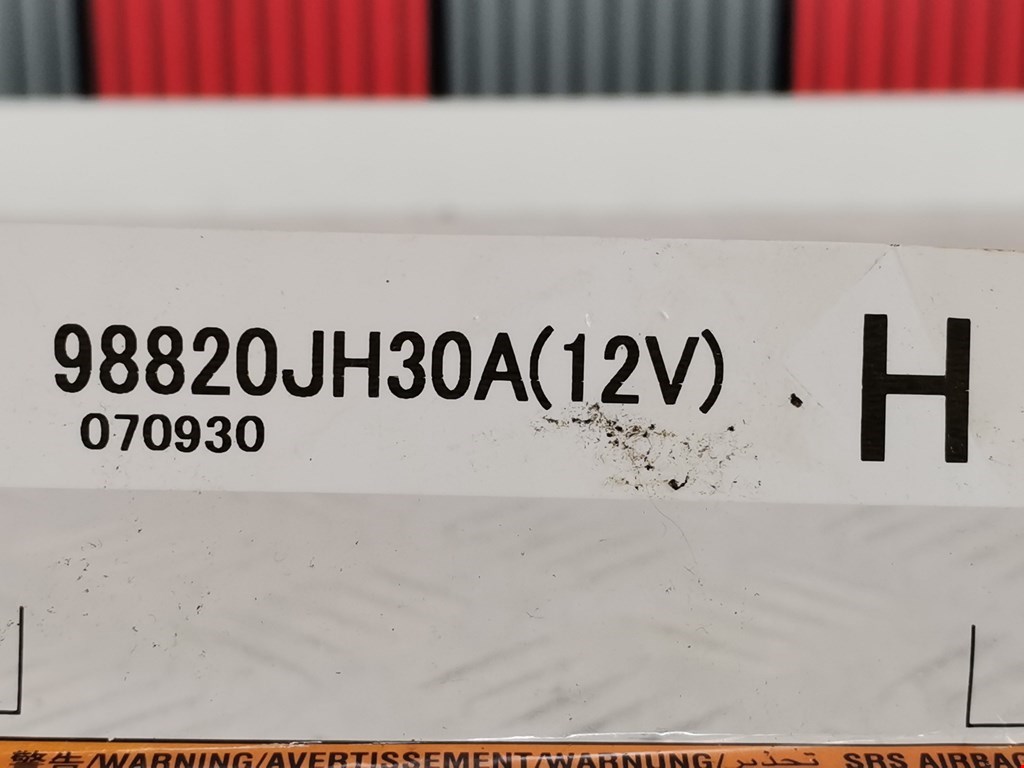 98820JH30A(12V)
H
070930
警告/WARNING/AVERTISSEMENT/WARNUNG/ تحذير SRS AIRBAG